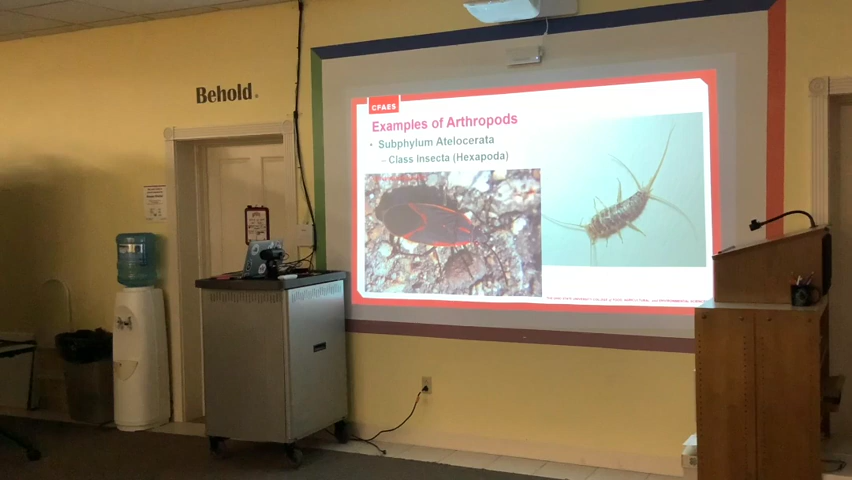 Behold.
CFAES
Examples of Arthropods
• Subphylum Atelocerata
– Class Insecta (Hexapoda)